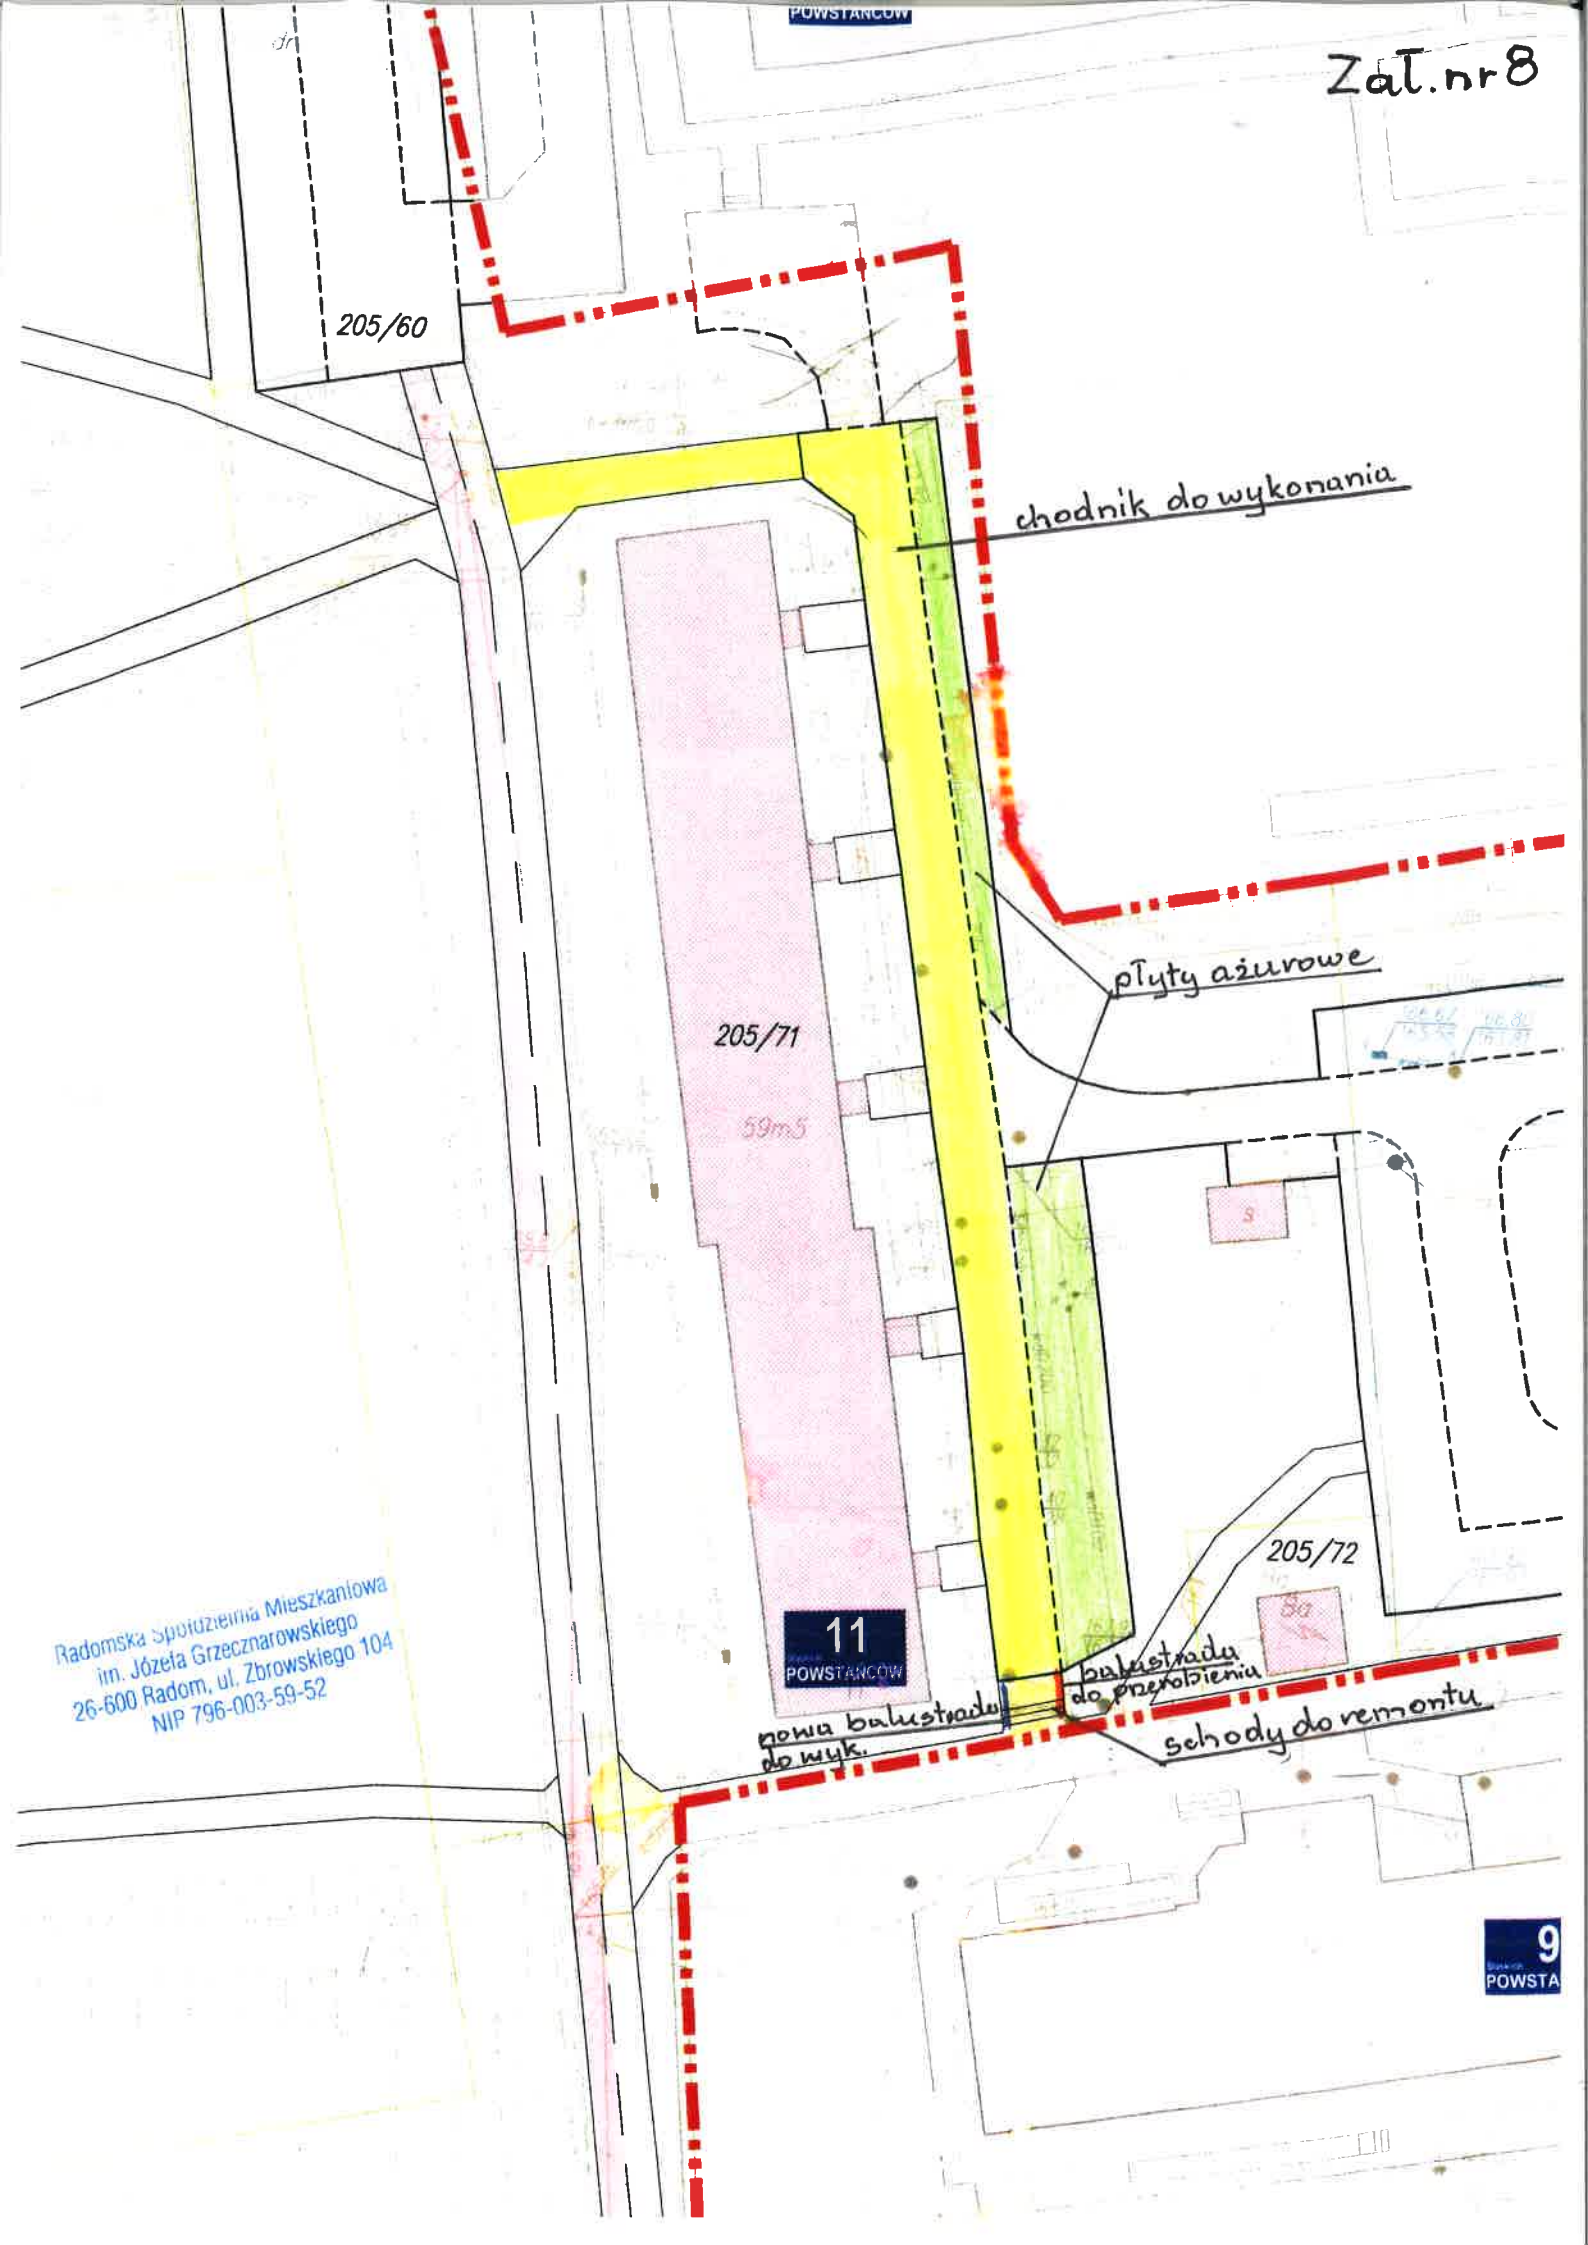 POWSTAŃCÓW
Zał.nr 8
dr
205/60
chodnik do wykonania
płyty ażurowe
205/71
59m5
s
205/72
Radomska Spółdzielnia Mieszkaniowa
im. Józefa Grzecznarowskiego
26-600 Radom, ul. Zbrowskiego 104
NIP 796-003-59-52
11
POWSTAŃCÓW
balustrada
do przerobienia
nowa balustrada
do wyk.
schody do remontu
9
POWSTA